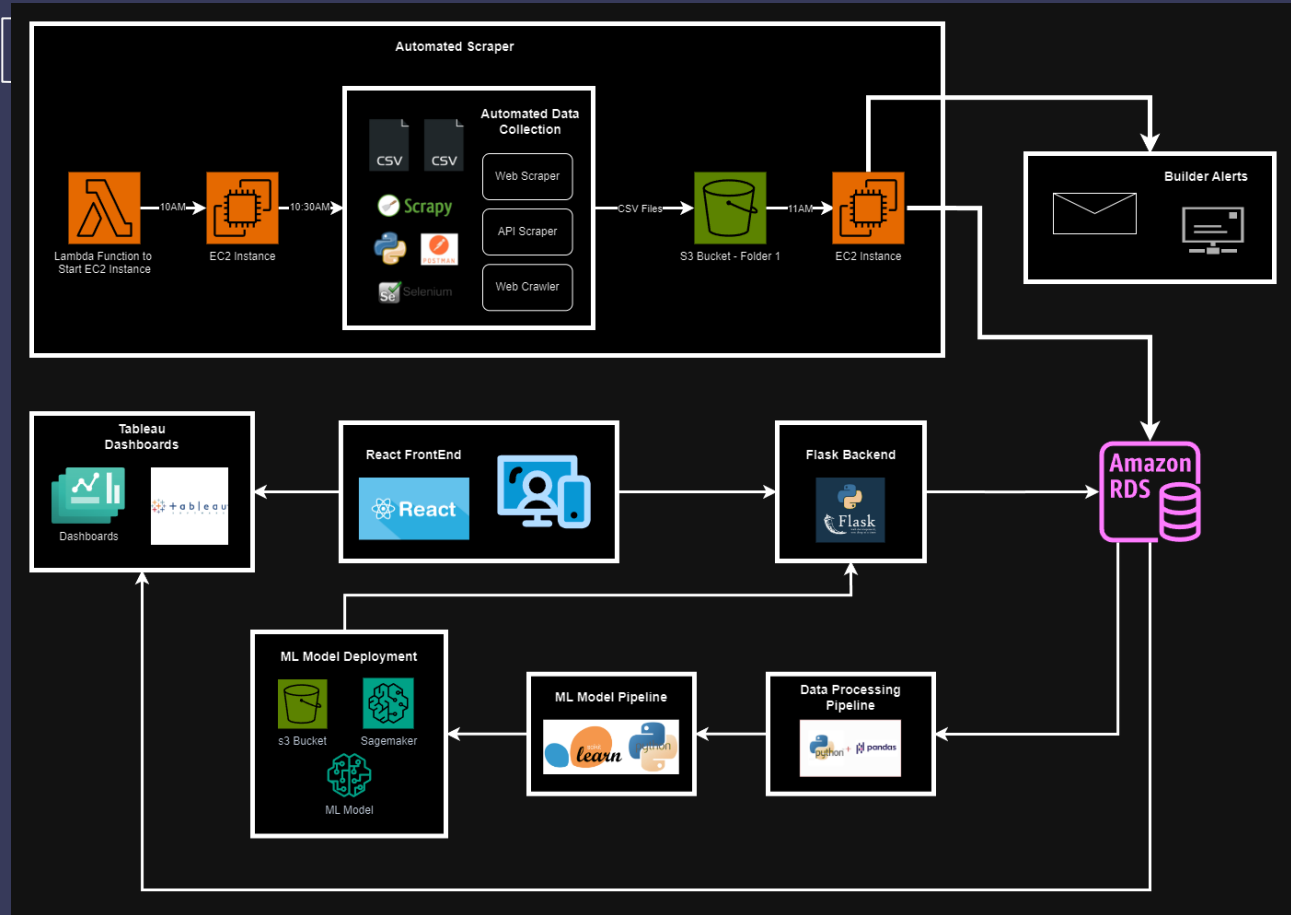 Automated Scraper
Automated Data
Collection
CSV
CSV
Web Scraper
Scrapy
API Scraper
POSTMAN
Se
Selenium
Web Crawler
10AM
10:30AM
CSV Files
11AM
Lambda Function to
Start EC2 Instance
EC2 Instance
S3 Bucket - Folder 1
EC2 Instance
Builder Alerts
Tableau
Dashboards
Dashboards
+ a b l e a u
React FrontEnd
React
Flask Backend
Flask
Amazon
RDS
ML Model Deployment
s3 Bucket
Sagemaker
ML Model
ML Model Pipeline
learn
python
Data Processing
Pipeline
python + pandas